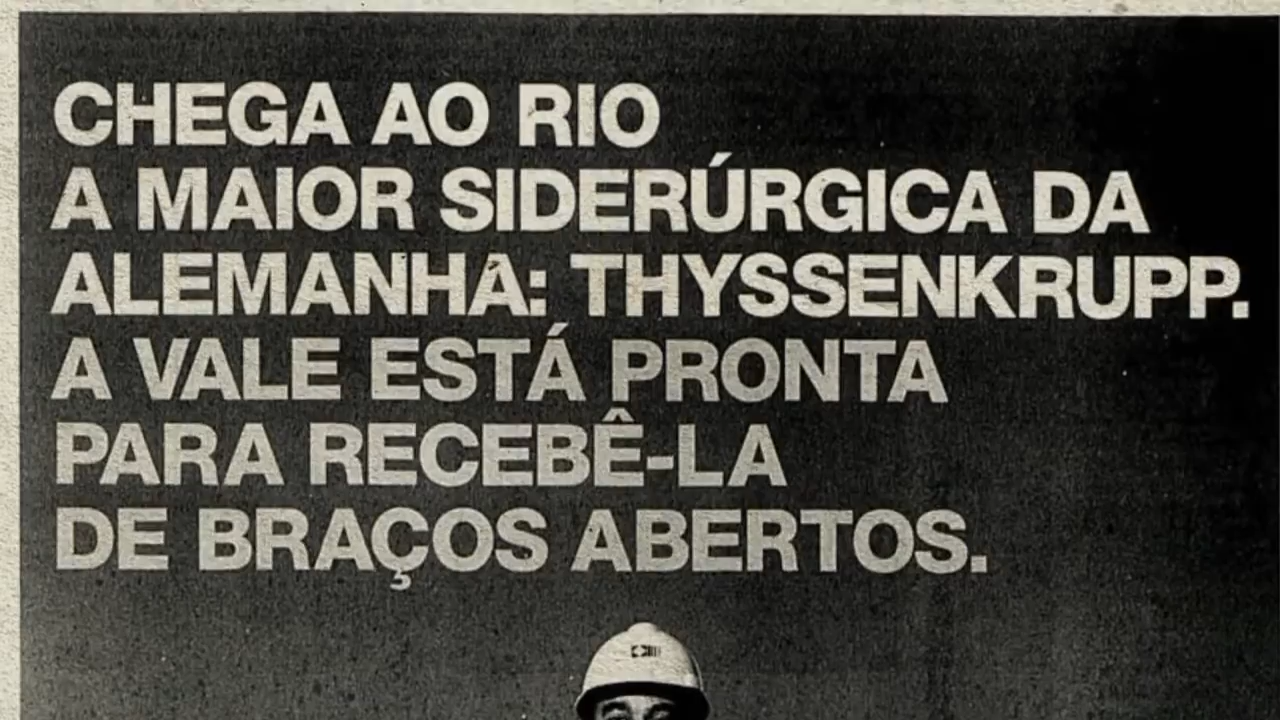 CHEGA AO RIO
A MAIOR SIDERÚRGICA DA
ALEMANHA: THYSSENKRUPP.
A VALE ESTÁ PRONTA
PARA RECEBÊ-LA
DE BRAÇOS ABERTOS.